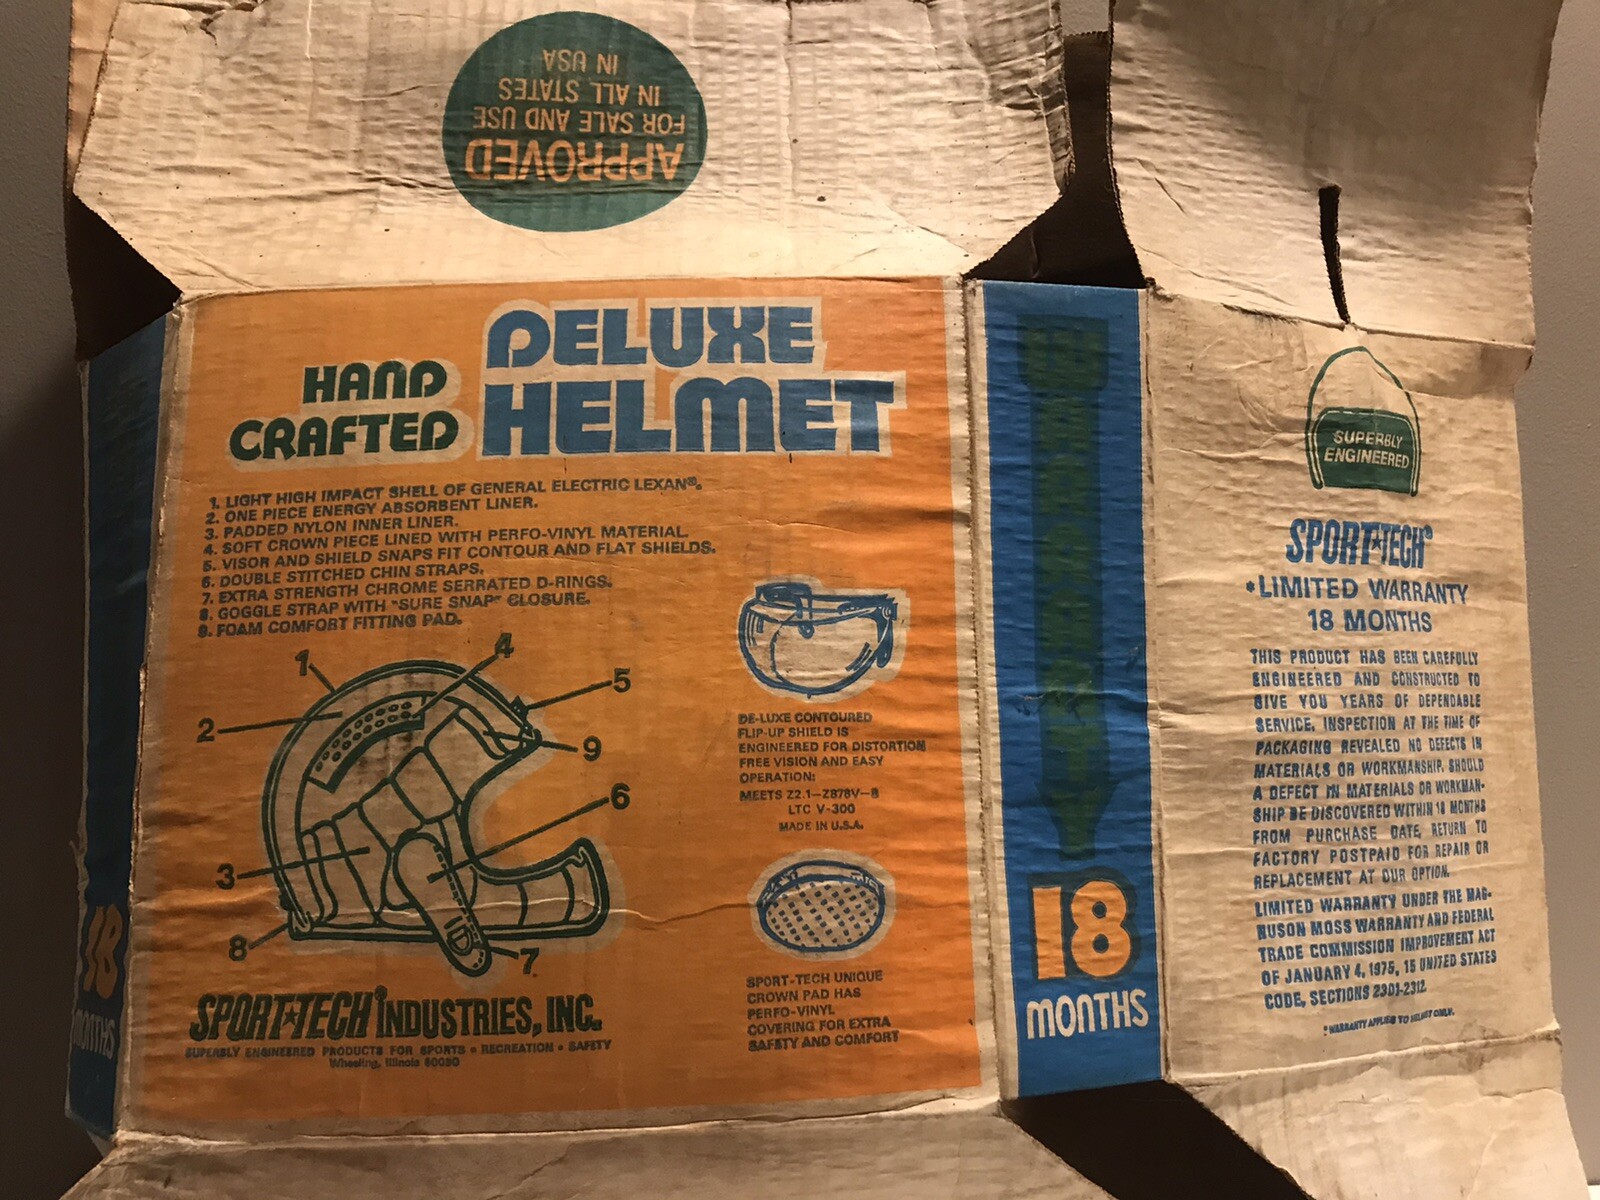 APPROVED
FOR SALE AND USE
IN ALL STATES
IN USA
HAND
CRAFTED
DELUXE
HELMET
1. LIGHT HIGH IMPACT SHELL OF GENERAL ELECTRIC LEXAN®.
2. ONE PIECE ENERGY ABSORBENT LINER.
3. PADDED NYLON INNER LINER.
4. SOFT CROWN PIECE LINED WITH PERFO-VINYL MATERIAL.
5. VISOR AND SHIELD SNAPS FIT CONTOUR AND FLAT SHIELDS.
6. DOUBLE STITCHED CHIN STRAPS.
7. EXTRA STRENGTH CHROME SERRATED D-RINGS.
8. GOGGLE STRAP WITH "SURE SNAP" CLOSURE.
9. FOAM COMFORT FITTING PAD.
1
4
5
2
9
6
3
8
7
DE-LUXE CONTOURED
FLIP-UP SHIELD IS
ENGINEERED FOR DISTORTION
FREE VISION AND EASY
OPERATION:
MEETS Z2.1-Z878V-8
LTC V-300
MADE IN U.S.A.
SPORT-TECH UNIQUE
CROWN PAD HAS
PERFO-VINYL
COVERING FOR EXTRA
SAFETY AND COMFORT
SPORT★TECH® INDUSTRIES, INC.
SUPERBLY ENGINEERED PRODUCTS FOR SPORTS • RECREATION • SAFETY
Wheeling, Illinois 60090
18
MONTHS
18
MONTHS
SUPERBLY
ENGINEERED
SPORT★TECH®
*LIMITED WARRANTY
18 MONTHS
THIS PRODUCT HAS BEEN CAREFULLY
ENGINEERED AND CONSTRUCTED TO
GIVE YOU YEARS OF DEPENDABLE
SERVICE. INSPECTION AT THE TIME OF
PACKAGING REVEALED NO DEFECTS IN
MATERIALS OR WORKMANSHIP. SHOULD
A DEFECT IN MATERIALS OR WORKMAN-
SHIP BE DISCOVERED WITHIN 18 MONTHS
FROM PURCHASE DATE, RETURN TO
FACTORY POSTPAID FOR REPAIR OR
REPLACEMENT AT OUR OPTION.
LIMITED WARRANTY UNDER THE MAG-
NUSON MOSS WARRANTY AND FEDERAL
TRADE COMMISSION IMPROVEMENT ACT
OF JANUARY 4, 1975, 15 UNITED STATES
CODE, SECTIONS 2301-2312.
*WARRANTY APPLIES TO HELMET ONLY.